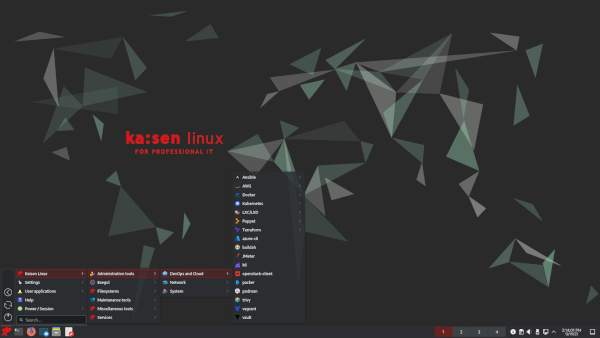 ka:sen linux
FOR PROFESSIONAL IT
Ansible
AWS
Docker
Kubernetes
LXC/LXD
Puppet
Terraform
azure-cli
buildah
JMeter
k6
openstack-client
packer
podman
trivy
vagrant
vault
DevOps and Cloud
Network
System
Administration tools
Exegol
Filesystems
Maintenance tools
Miscellaneous tools
Services
Kaisen Linux
Settings
User applications
Help
Power / Session
Search...
1 2 3 4